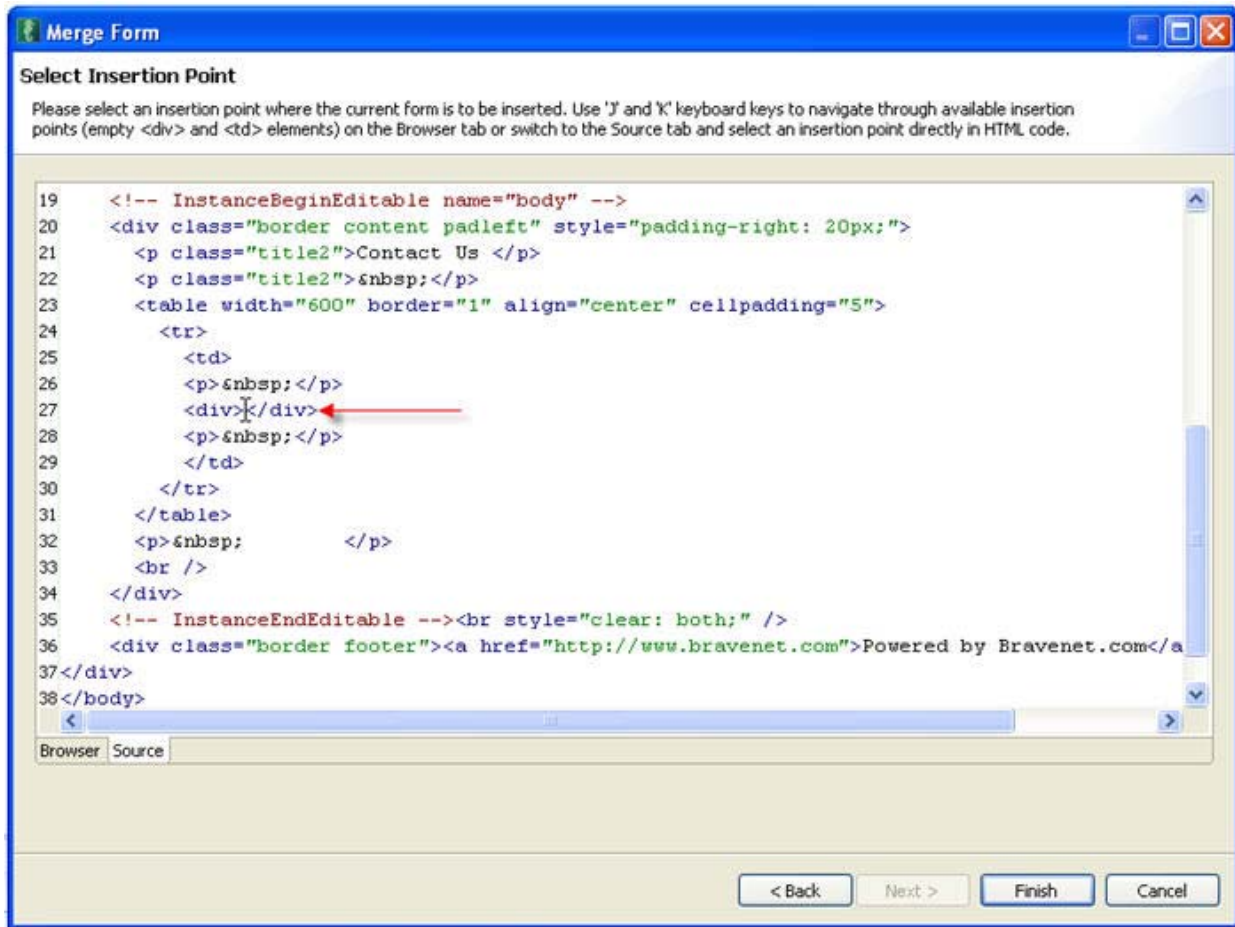 Merge Form
Select Insertion Point
Please select an insertion point where the current form is to be inserted. Use 'J' and 'K' keyboard keys to navigate through available insertion
points (empty <div> and <td> elements) on the Browser tab or switch to the Source tab and select an insertion point directly in HTML code.
19 <!-- InstanceBeginEditable name="body" -->
20 <div class="border content padleft" style="padding-right: 20px;">
21 <p class="title2">Contact Us </p>
22 <p class="title2">&nbsp;</p>
23 <table width="600" border="1" align="center" cellpadding="5">
24 <tr>
25 <td>
26 <p>&nbsp;</p>
27 <div></div>
28 <p>&nbsp;</p>
29 </td>
30 </tr>
31 </table>
32 <p>&nbsp; </p>
33 <br />
34 </div>
35 <!-- InstanceEndEditable --><br style="clear: both;" />
36 <div class="border footer"><a href="http://www.bravenet.com">Powered by Bravenet.com</a
37 </div>
38 </body>
Browser Source
< Back Next > Finish Cancel